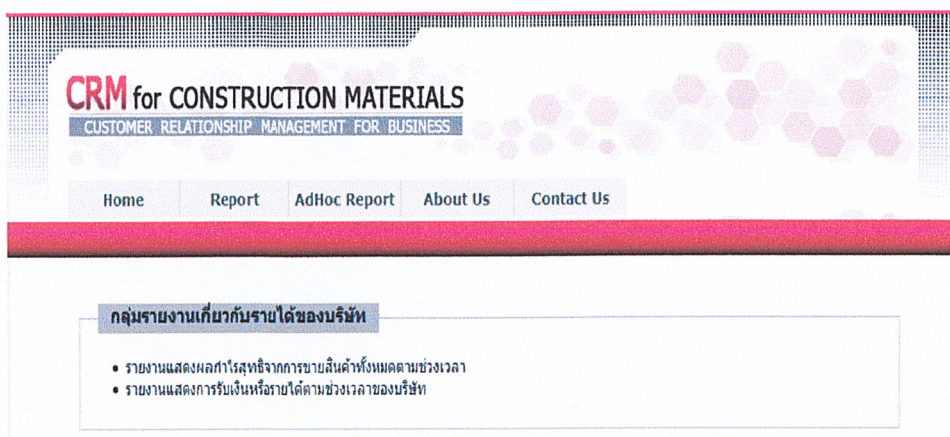 CRM for CONSTRUCTION MATERIALS
CUSTOMER RELATIONSHIP MANAGEMENT FOR BUSINESS
Home Report AdHoc Report About Us Contact Us
กลุ่มรายงานเกี่ยวกับรายได้ของบริษัท
• รายงานแสดงผลกำไรสุทธิจากการขายสินค้าทั้งหมดตามช่วงเวลา
• รายงานแสดงการรับเงินหรือรายได้ตามช่วงเวลาของบริษัท